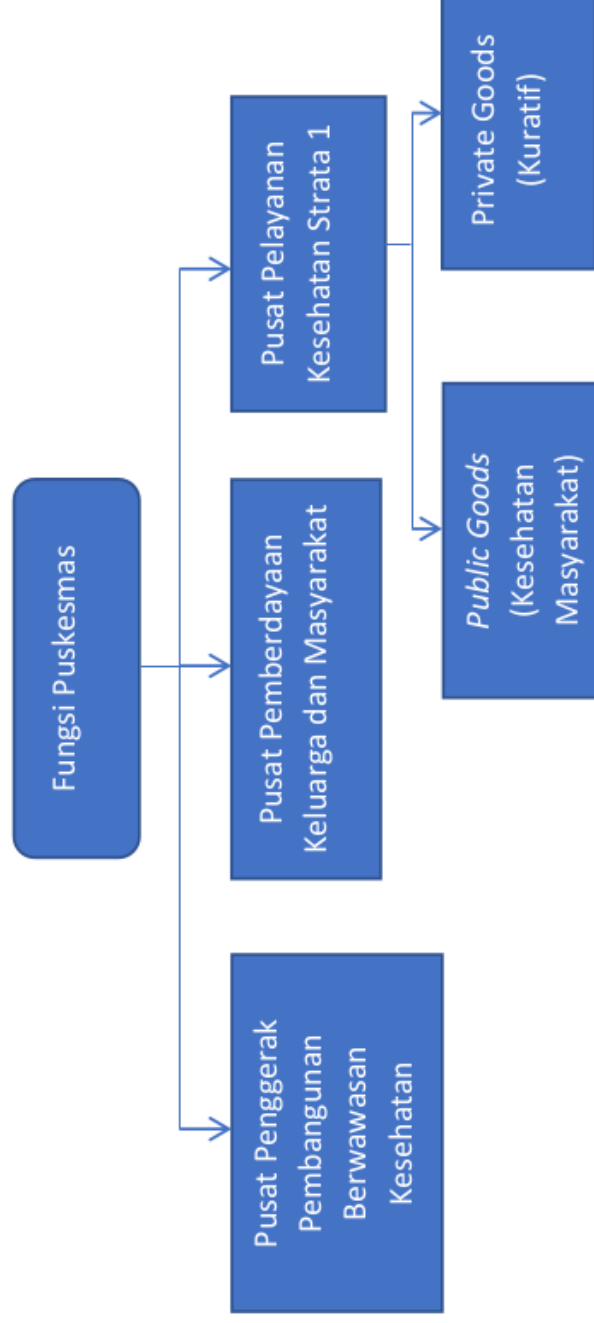 Fungsi Puskesmas
Pusat Penggerak
Pembangunan
Berwawasan
Kesehatan
Pusat Pemberdayaan
Keluarga dan Masyarakat
Pusat Pelayanan
Kesehatan Strata 1
Public Goods
(Kesehatan
Masyarakat)
Private Goods
(Kuratif)